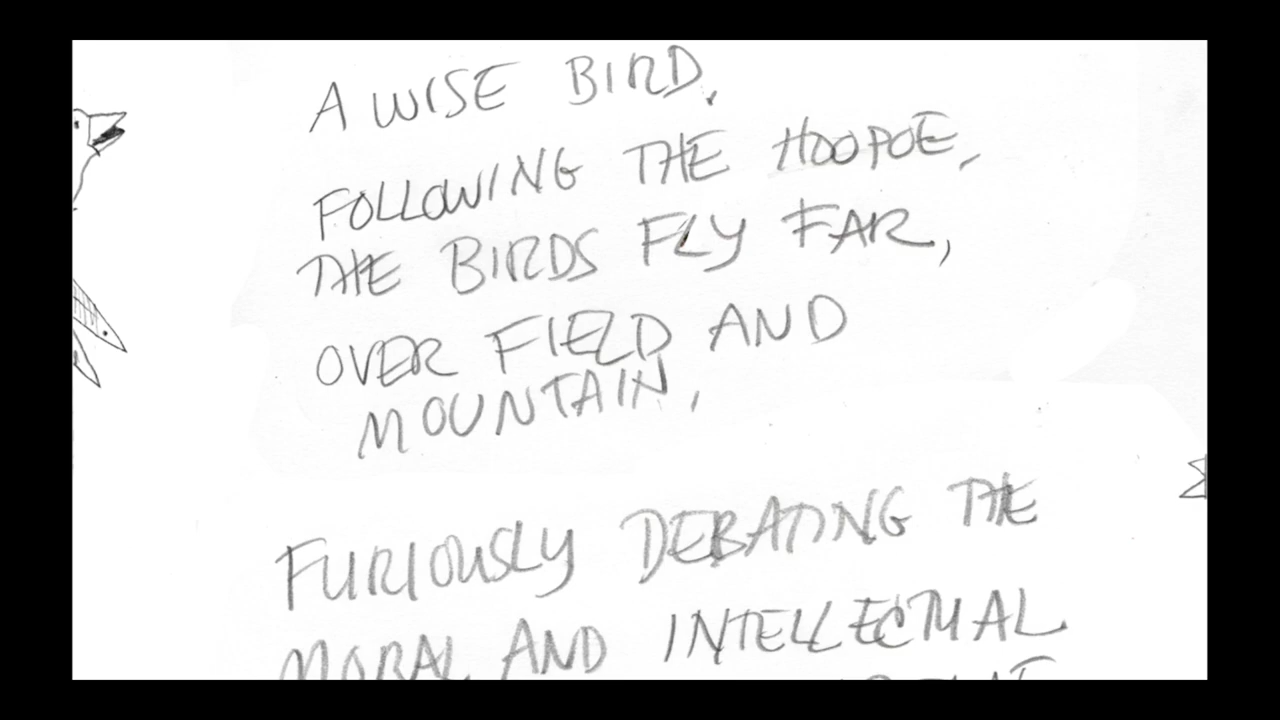 A WISE BIRD.
FOLLOWING THE HOOPOE,
THE BIRDS FLY FAR,
OVER FIELD AND
MOUNTAIN,
FURIOUSLY DEBATING THE
MORAL AND INTELLECTUAL